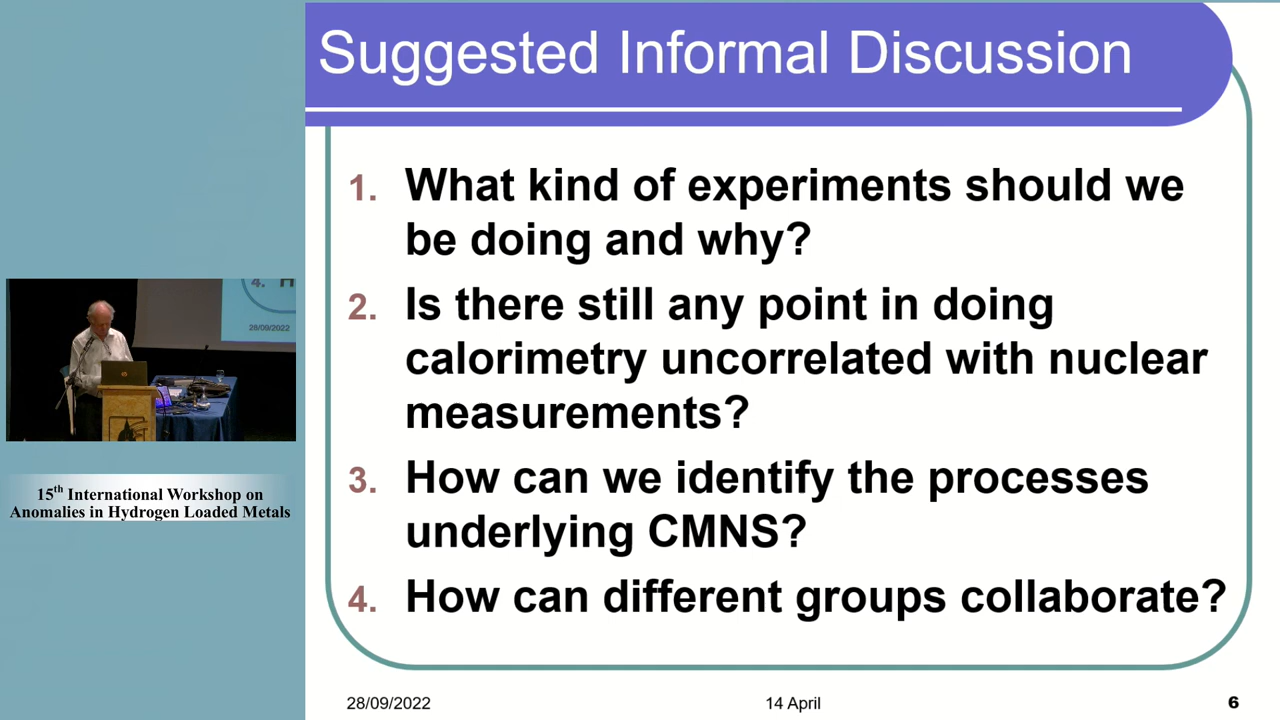 Suggested Informal Discussion
1. What kind of experiments should we
be doing and why?
2. Is there still any point in doing
calorimetry uncorrelated with nuclear
measurements?
3. How can we identify the processes
underlying CMNS?
4. How can different groups collaborate?
4. H
28/09/2022
15th International Workshop on
Anomalies in Hydrogen Loaded Metals
28/09/2022
14 April
6